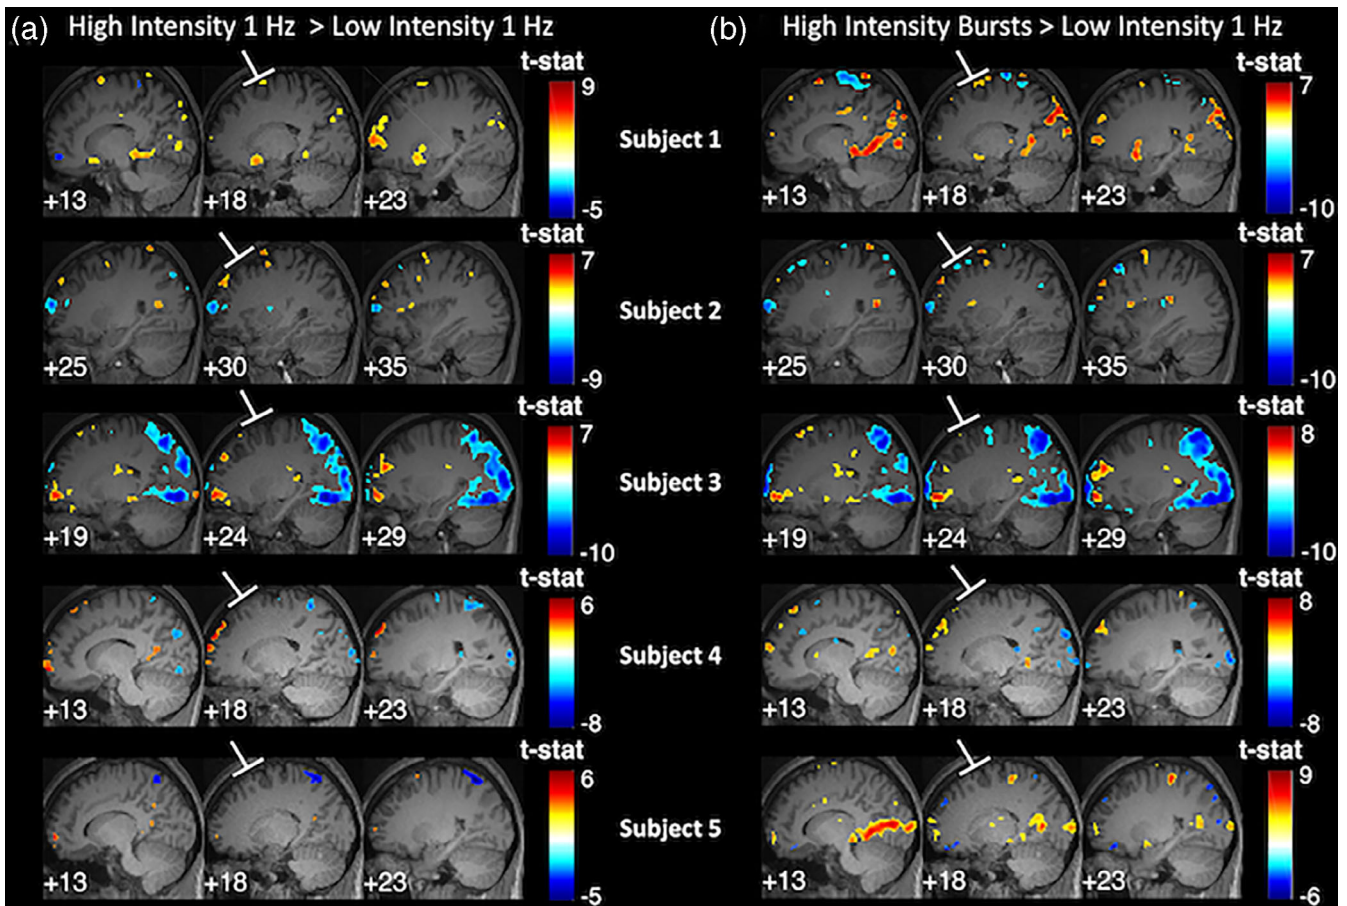 (a) High Intensity 1 Hz > Low Intensity 1 Hz
(b) High Intensity Bursts > Low Intensity 1 Hz
t-stat
9
-5
+13 +18 +23
Subject 1
t-stat
7
-10
+13 +18 +23
t-stat
7
-9
+25 +30 +35
Subject 2
t-stat
7
-10
+25 +30 +35
t-stat
7
-10
+19 +24 +29
Subject 3
t-stat
8
-10
+19 +24 +29
t-stat
6
-8
+13 +18 +23
Subject 4
t-stat
8
-8
+13 +18 +23
t-stat
6
-5
+13 +18 +23
Subject 5
t-stat
9
-6
+13 +18 +23